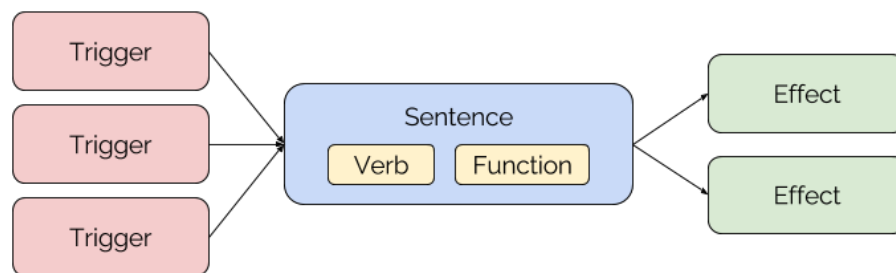 Trigger
Trigger
Trigger
Sentence
Verb Function
Effect
Effect